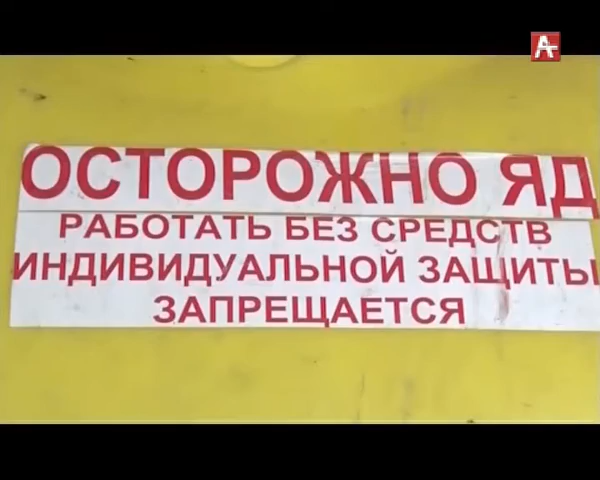 ОСТОРОЖНО ЯД
РАБОТАТЬ БЕЗ СРЕДСТВ
ИНДИВИДУАЛЬНОЙ ЗАЩИТЫ
ЗАПРЕЩАЕТСЯ